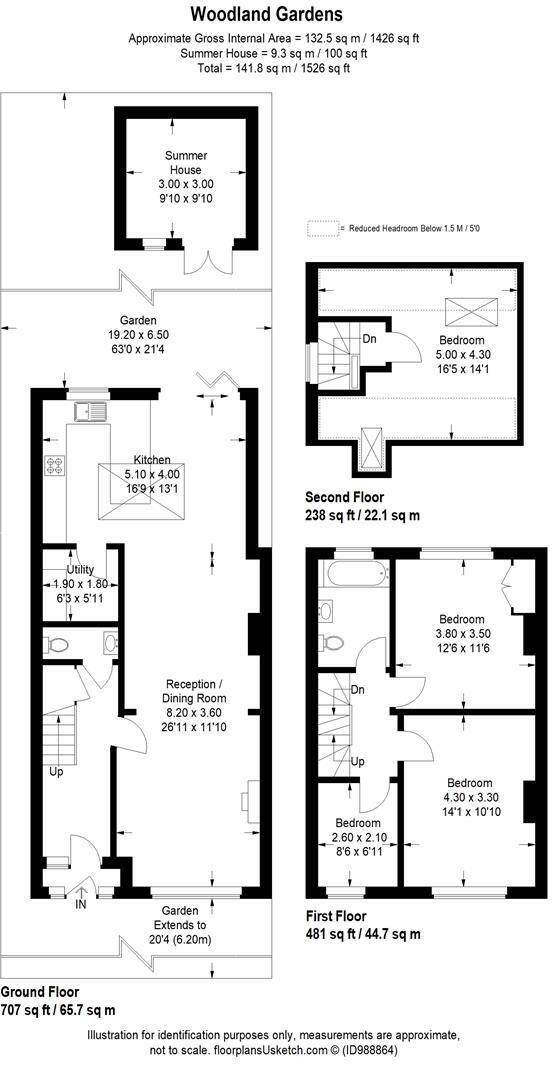 Woodland Gardens
Approximate Gross Internal Area = 132.5 sq m / 1426 sq ft
Summer House = 9.3 sq m / 100 sq ft
Total = 141.8 sq m / 1526 sq ft
Summer
House
3.00 x 3.00
9'10 x 9'10
= Reduced Headroom Below 1.5 M / 5'0
Garden
19.20 x 6.50
63'0 x 21'4
Dn
Bedroom
5.00 x 4.30
16'5 x 14'1
Second Floor
238 sq ft / 22.1 sq m
Kitchen
5.10 x 4.00
16'9 x 13'1
Utility
1.90 x 1.80
6'3 x 5'11
Reception /
Dining Room
8.20 x 3.60
26'11 x 11'10
Up
IN
Garden
Extends to
20'4 (6.20m)
Ground Floor
707 sq ft / 65.7 sq m
Bedroom
3.80 x 3.50
12'6 x 11'6
Dn
Up
Bedroom
4.30 x 3.30
14'1 x 10'10
Bedroom
2.60 x 2.10
8'6 x 6'11
First Floor
481 sq ft / 44.7 sq m
Illustration for identification purposes only, measurements are approximate,
not to scale. floorplansUsketch.com © (ID988864)